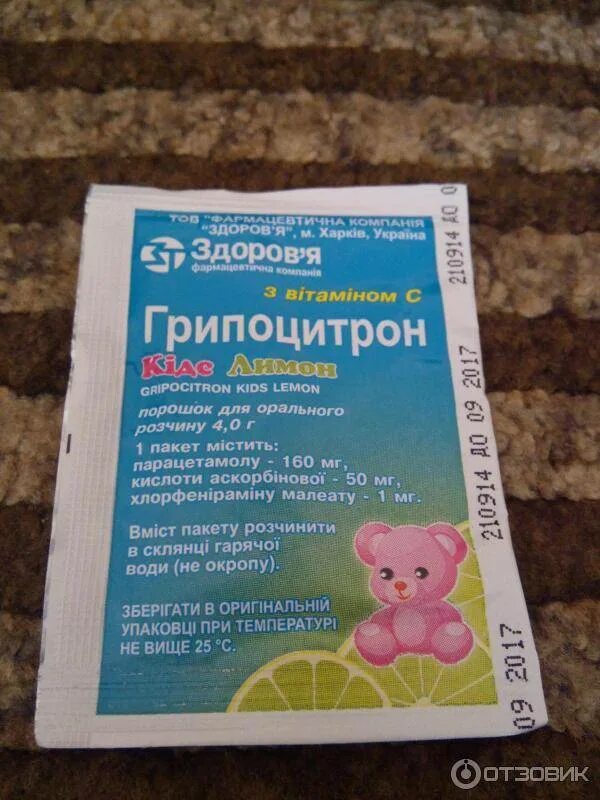 ТОВ "ФАРМАЦЕВТИЧНА КОМПАНІЯ
"ЗДОРОВ'Я", м. Харків, Україна
Здоров'я
фармацевтична компанія
З вітаміном С
Грипоцитрон
Кідс Лимон
GRIPOCITRON KIDS LEMON
порошок для орального
розчину 4,0 г
1 пакет містить:
парацетамолу - 160 мг,
кислоти аскорбінової - 50 мг,
хлорфеніраміну малеату - 1 мг.
Вміст пакету розчинити
в склянці гарячої
води (не окропу).
ЗБЕРІГАТИ В ОРИГІНАЛЬНІЙ
УПАКОВЦІ ПРИ ТЕМПЕРАТУРІ
НЕ ВИЩЕ 25 °С.
210914 ДО 0
210914 ДО 09 2017
09 2017
ОТЗОВИК